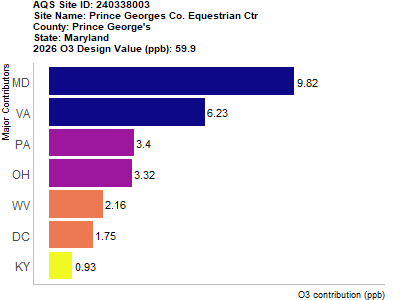 AQS Site ID: 240338003
Site Name: Prince Georges Co. Equestrian Ctr
County: Prince George's
State: Maryland
2026 O3 Design Value (ppb): 59.9
Major Contributors
MD 9.82
VA 6.23
PA 3.4
OH 3.32
WV 2.16
DC 1.75
KY 0.93
O3 contribution (ppb)